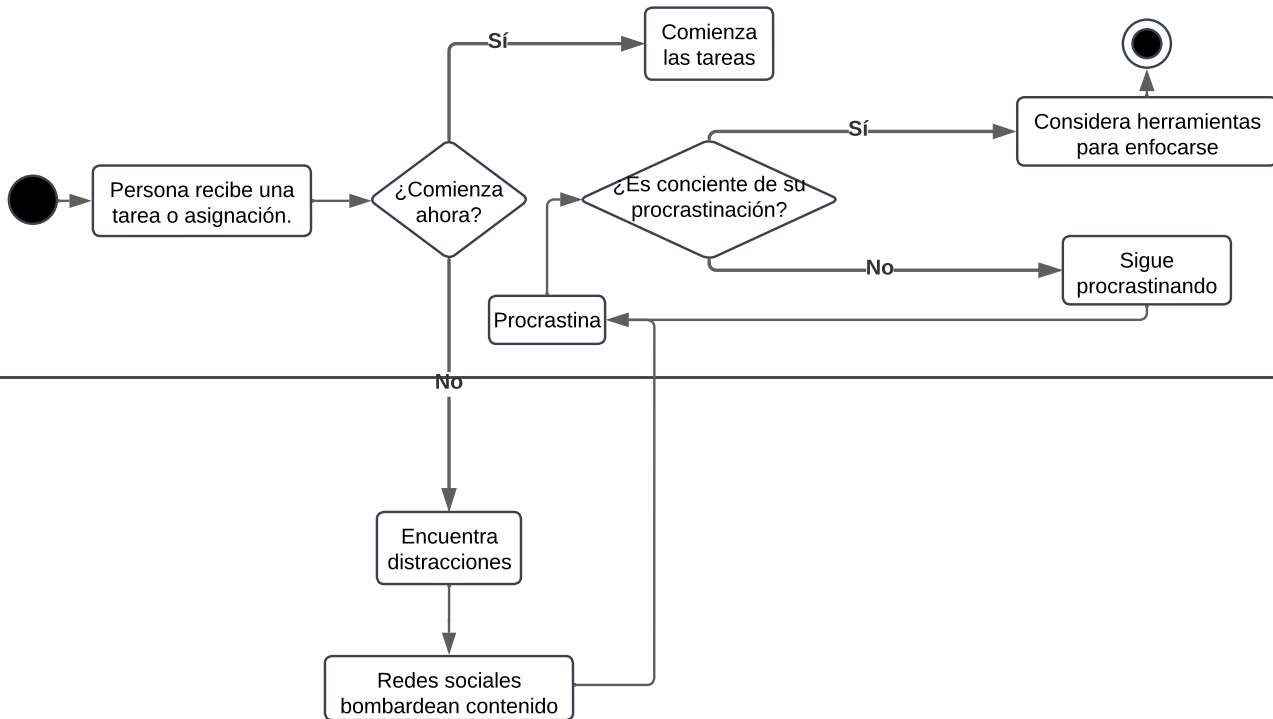 Sí
Comienza
las tareas
Considera herramientas
para enfocarse
Sí
Persona recibe una
tarea o asignación.
¿Comienza
ahora?
¿Es conciente de su
procrastinación?
No
Sigue
procrastinando
Procrastina
No
Encuentra
distracciones
Redes sociales
bombardean contenido